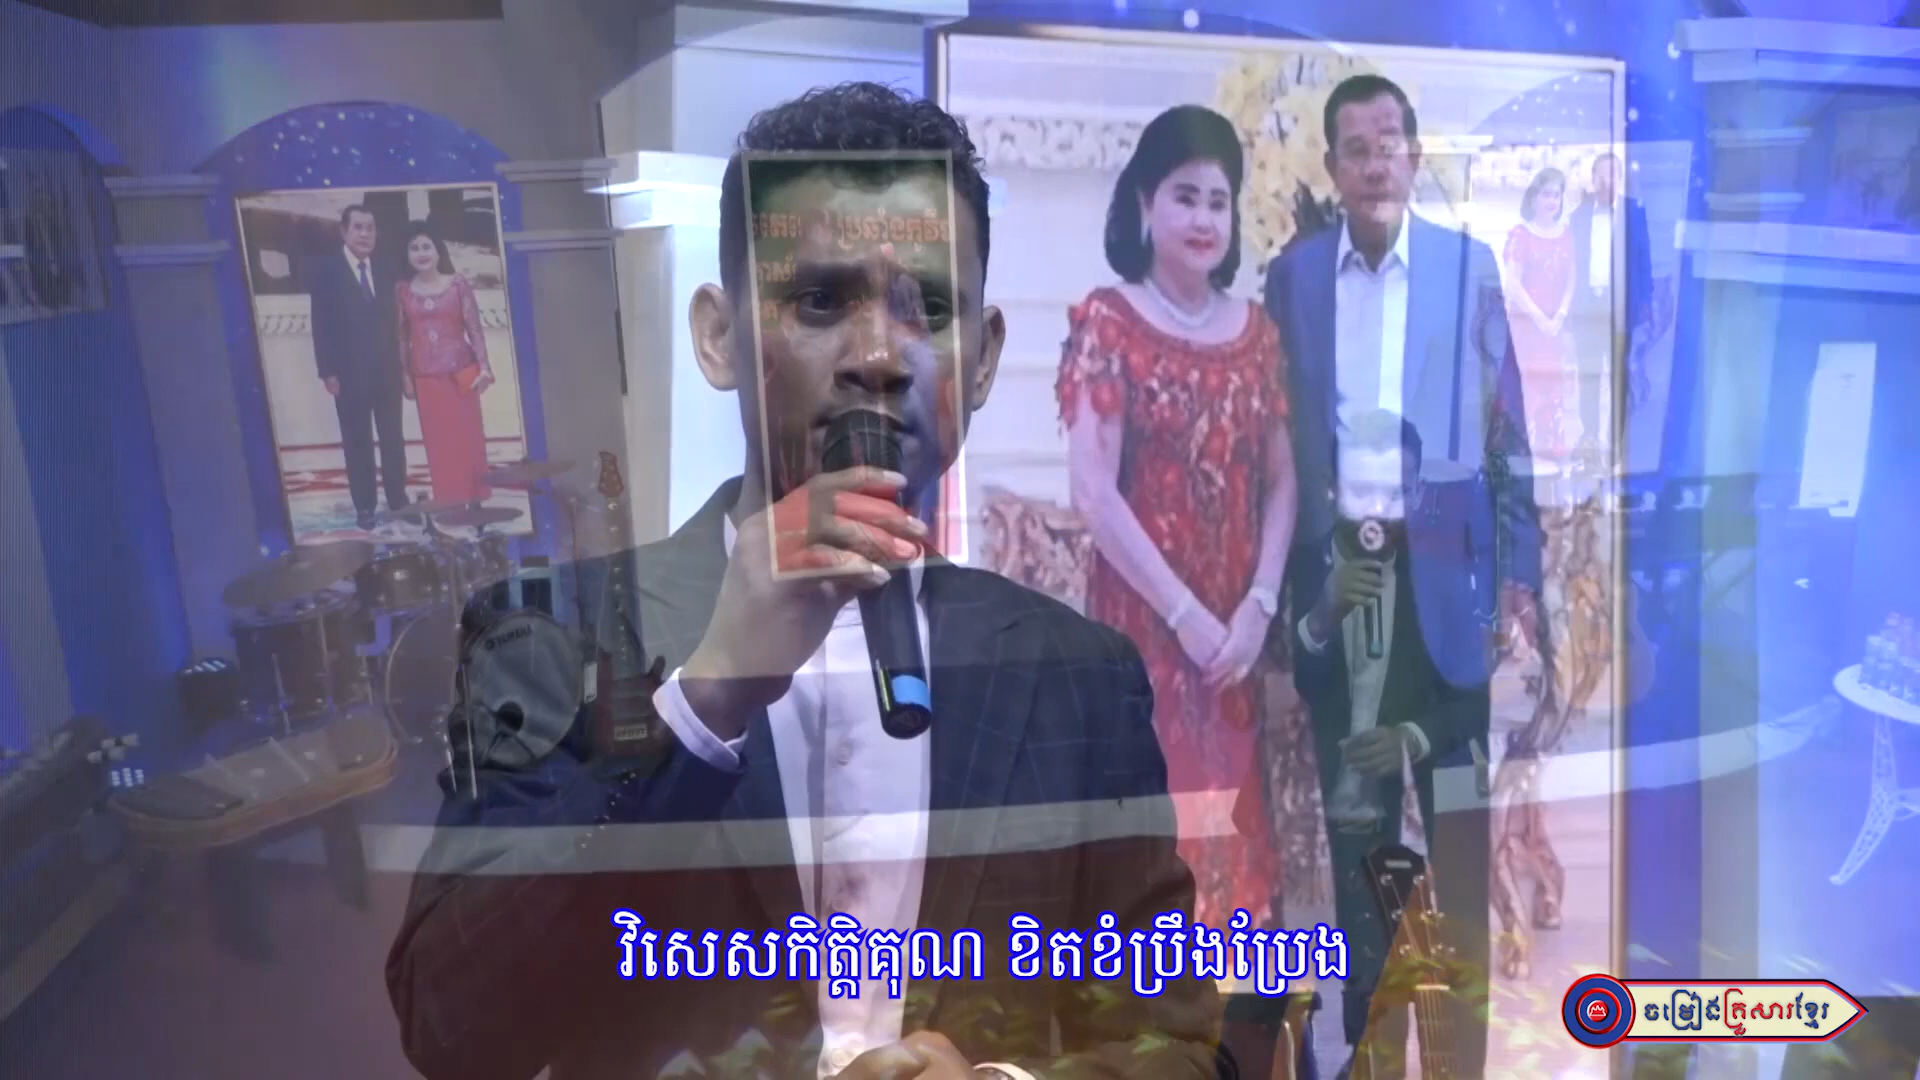 វិសេសកិត្តិគុណ ខិតខំប្រឹងប្រែង
ចម្រៀងគ្រួសារខ្មែរ